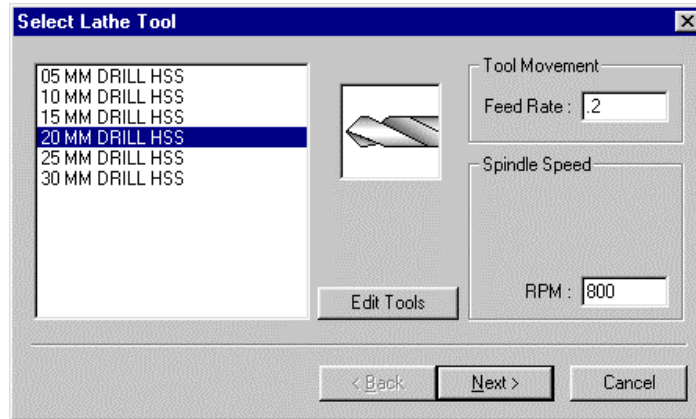 Select Lathe Tool
05 MM DRILL HSS
10 MM DRILL HSS
15 MM DRILL HSS
20 MM DRILL HSS
25 MM DRILL HSS
30 MM DRILL HSS
Edit Tools
Tool Movement
Feed Rate : .2
Spindle Speed
RPM : 800
< Back
Next >
Cancel